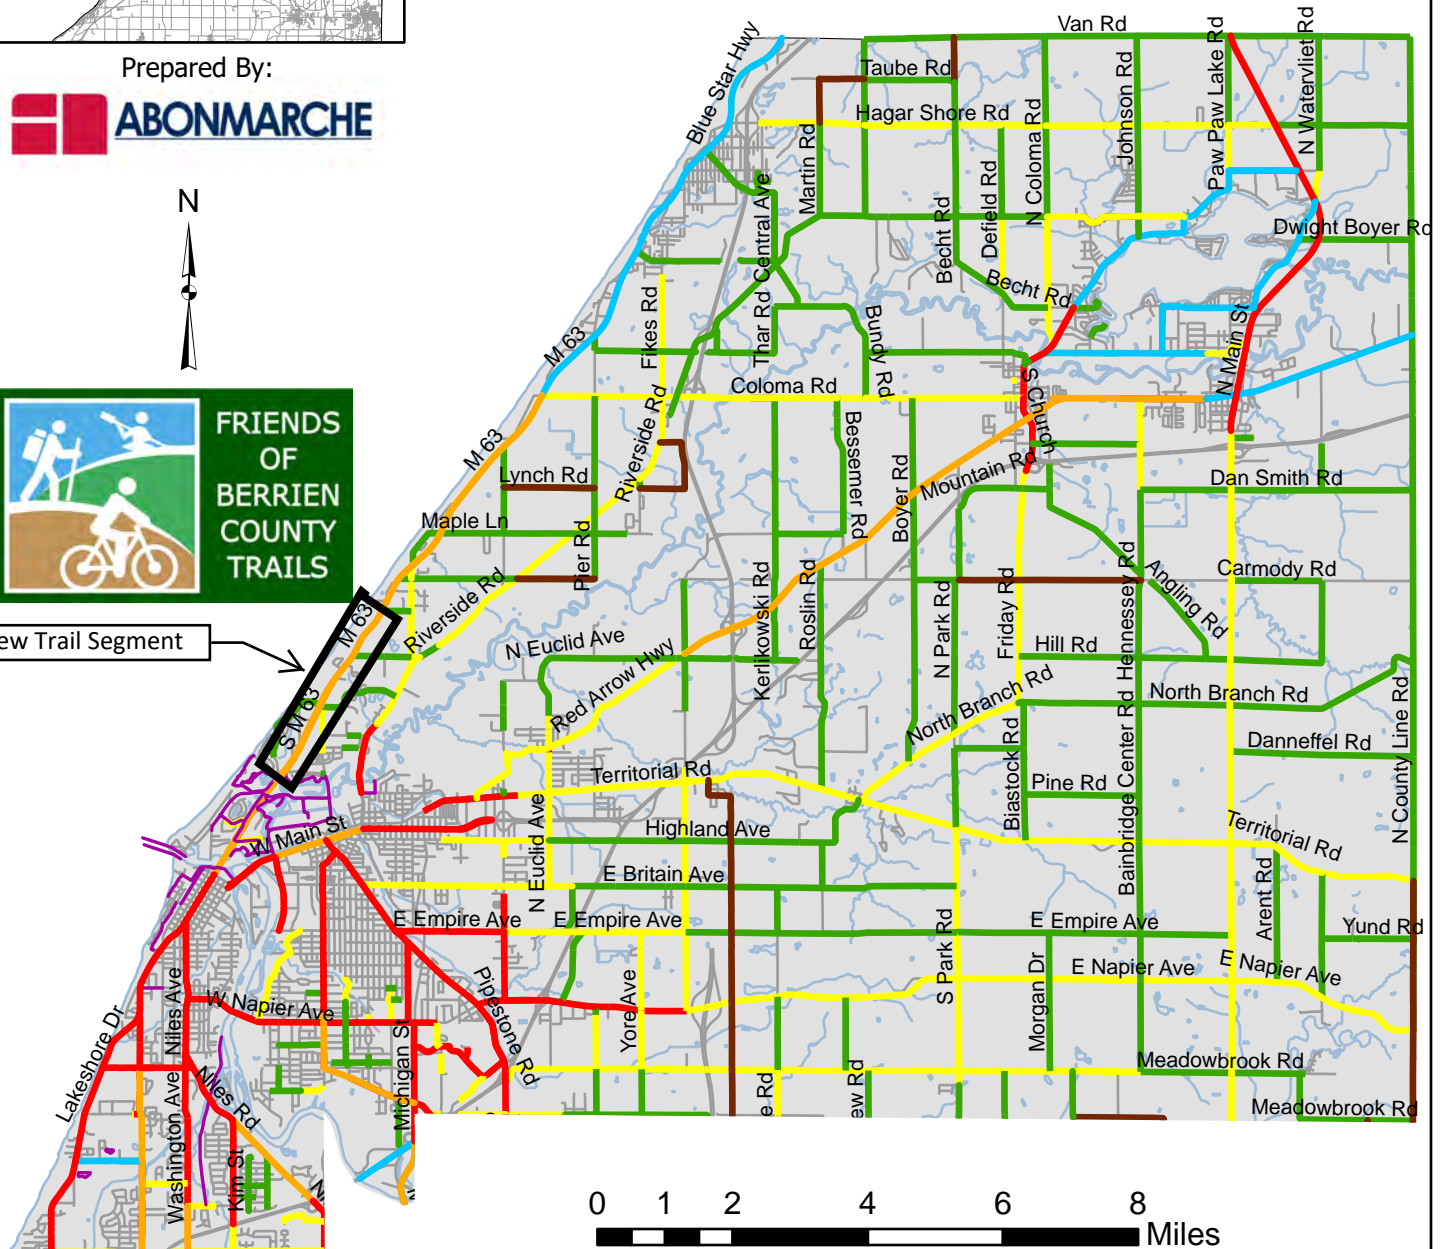 Prepared By:
ABONMARCHE
N
FRIENDS
OF
BERRIEN
COUNTY
TRAILS
ew Trail Segment
Van Rd
Blue Star Hwy
Taube Rd
Hagar Shore Rd
Martin Rd
Central Ave
Becht Rd
Defield Rd
N Coloma Rd
Johnson Rd
Paw Paw Lake Rd
N Watervliet Rd
Dwight Boyer Rd
Becht Rd
Fikes Rd
Thar Rd
Bundy Rd
M 63
N Main St
Coloma Rd
S Church
M 63
Riverside Rd
Bessemer Rd
Boyer Rd
Mountain Rd
Lynch Rd
Dan Smith Rd
Maple Ln
Pier Rd
Riverside Rd
Kerlikowski Rd
Roslin Rd
N Park Rd
Friday Rd
Hennessey Rd
Angling Rd
Carmody Rd
M 63
N Euclid Ave
Hill Rd
S M 63
Red Arrow Hwy
North Branch Rd
North Branch Rd
N County Line Rd
Danneffel Rd
Territorial Rd
Blastock Rd
Pine Rd
Bainbridge Center Rd
W Main St
N Euclid Ave
Highland Ave
Territorial Rd
E Britain Ave
Arent Rd
E Empire Ave
E Empire Ave
E Empire Ave
Yund Rd
S Park Rd
E Napier Ave
E Napier Ave
Lakeshore Dr
Niles Ave
W Napier Ave
Pipestone Rd
Yore Ave
Morgan Dr
Michigan St
Meadowbrook Rd
Niles Rd
Washington Ave
Kim St
e Rd
ew Rd
Meadowbrook Rd
0 1 2 4 6 8
Miles